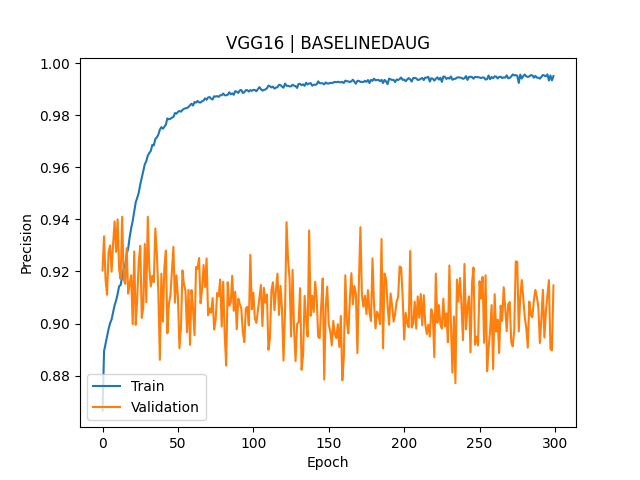 VGG16 | BASELINEDAUG
Precision
1.00
0.98
0.96
0.94
0.92
0.90
0.88
Train
Validation
0 50 100 150 200 250 300
Epoch